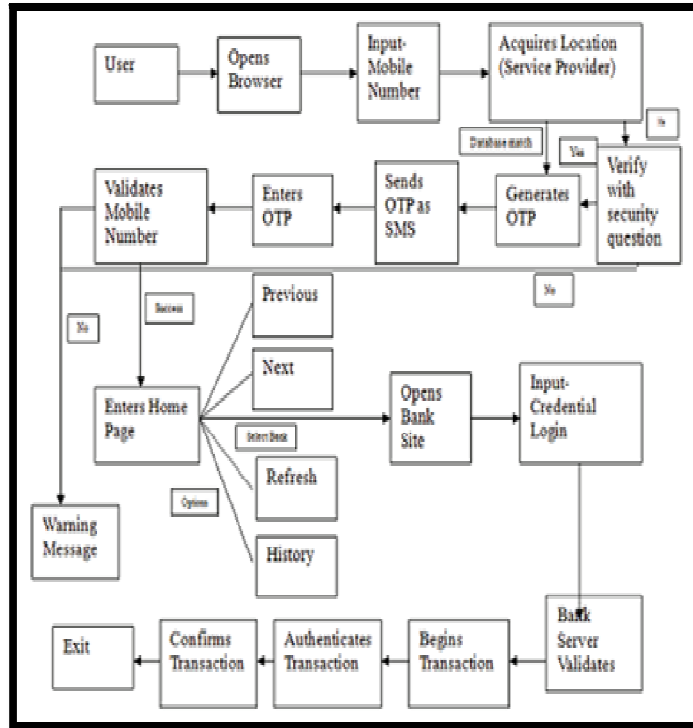 User
Opens
Browser
Input-
Mobile
Number
Acquires Location
(Service Provider)
Database match
Yes
Validates
Mobile
Number
Enters
OTP
Sends
OTP as
SMS
Generates
OTP
Verify
with
security
question
No
Success
No
Previous
Next
Enters Home
Page
Select Bank
Opens
Bank
Site
Input-
Credential
Login
Options
Refresh
History
Warning
Message
Exit
Confirms
Transaction
Authenticates
Transaction
Begins
Transaction
Bank
Server
Validates